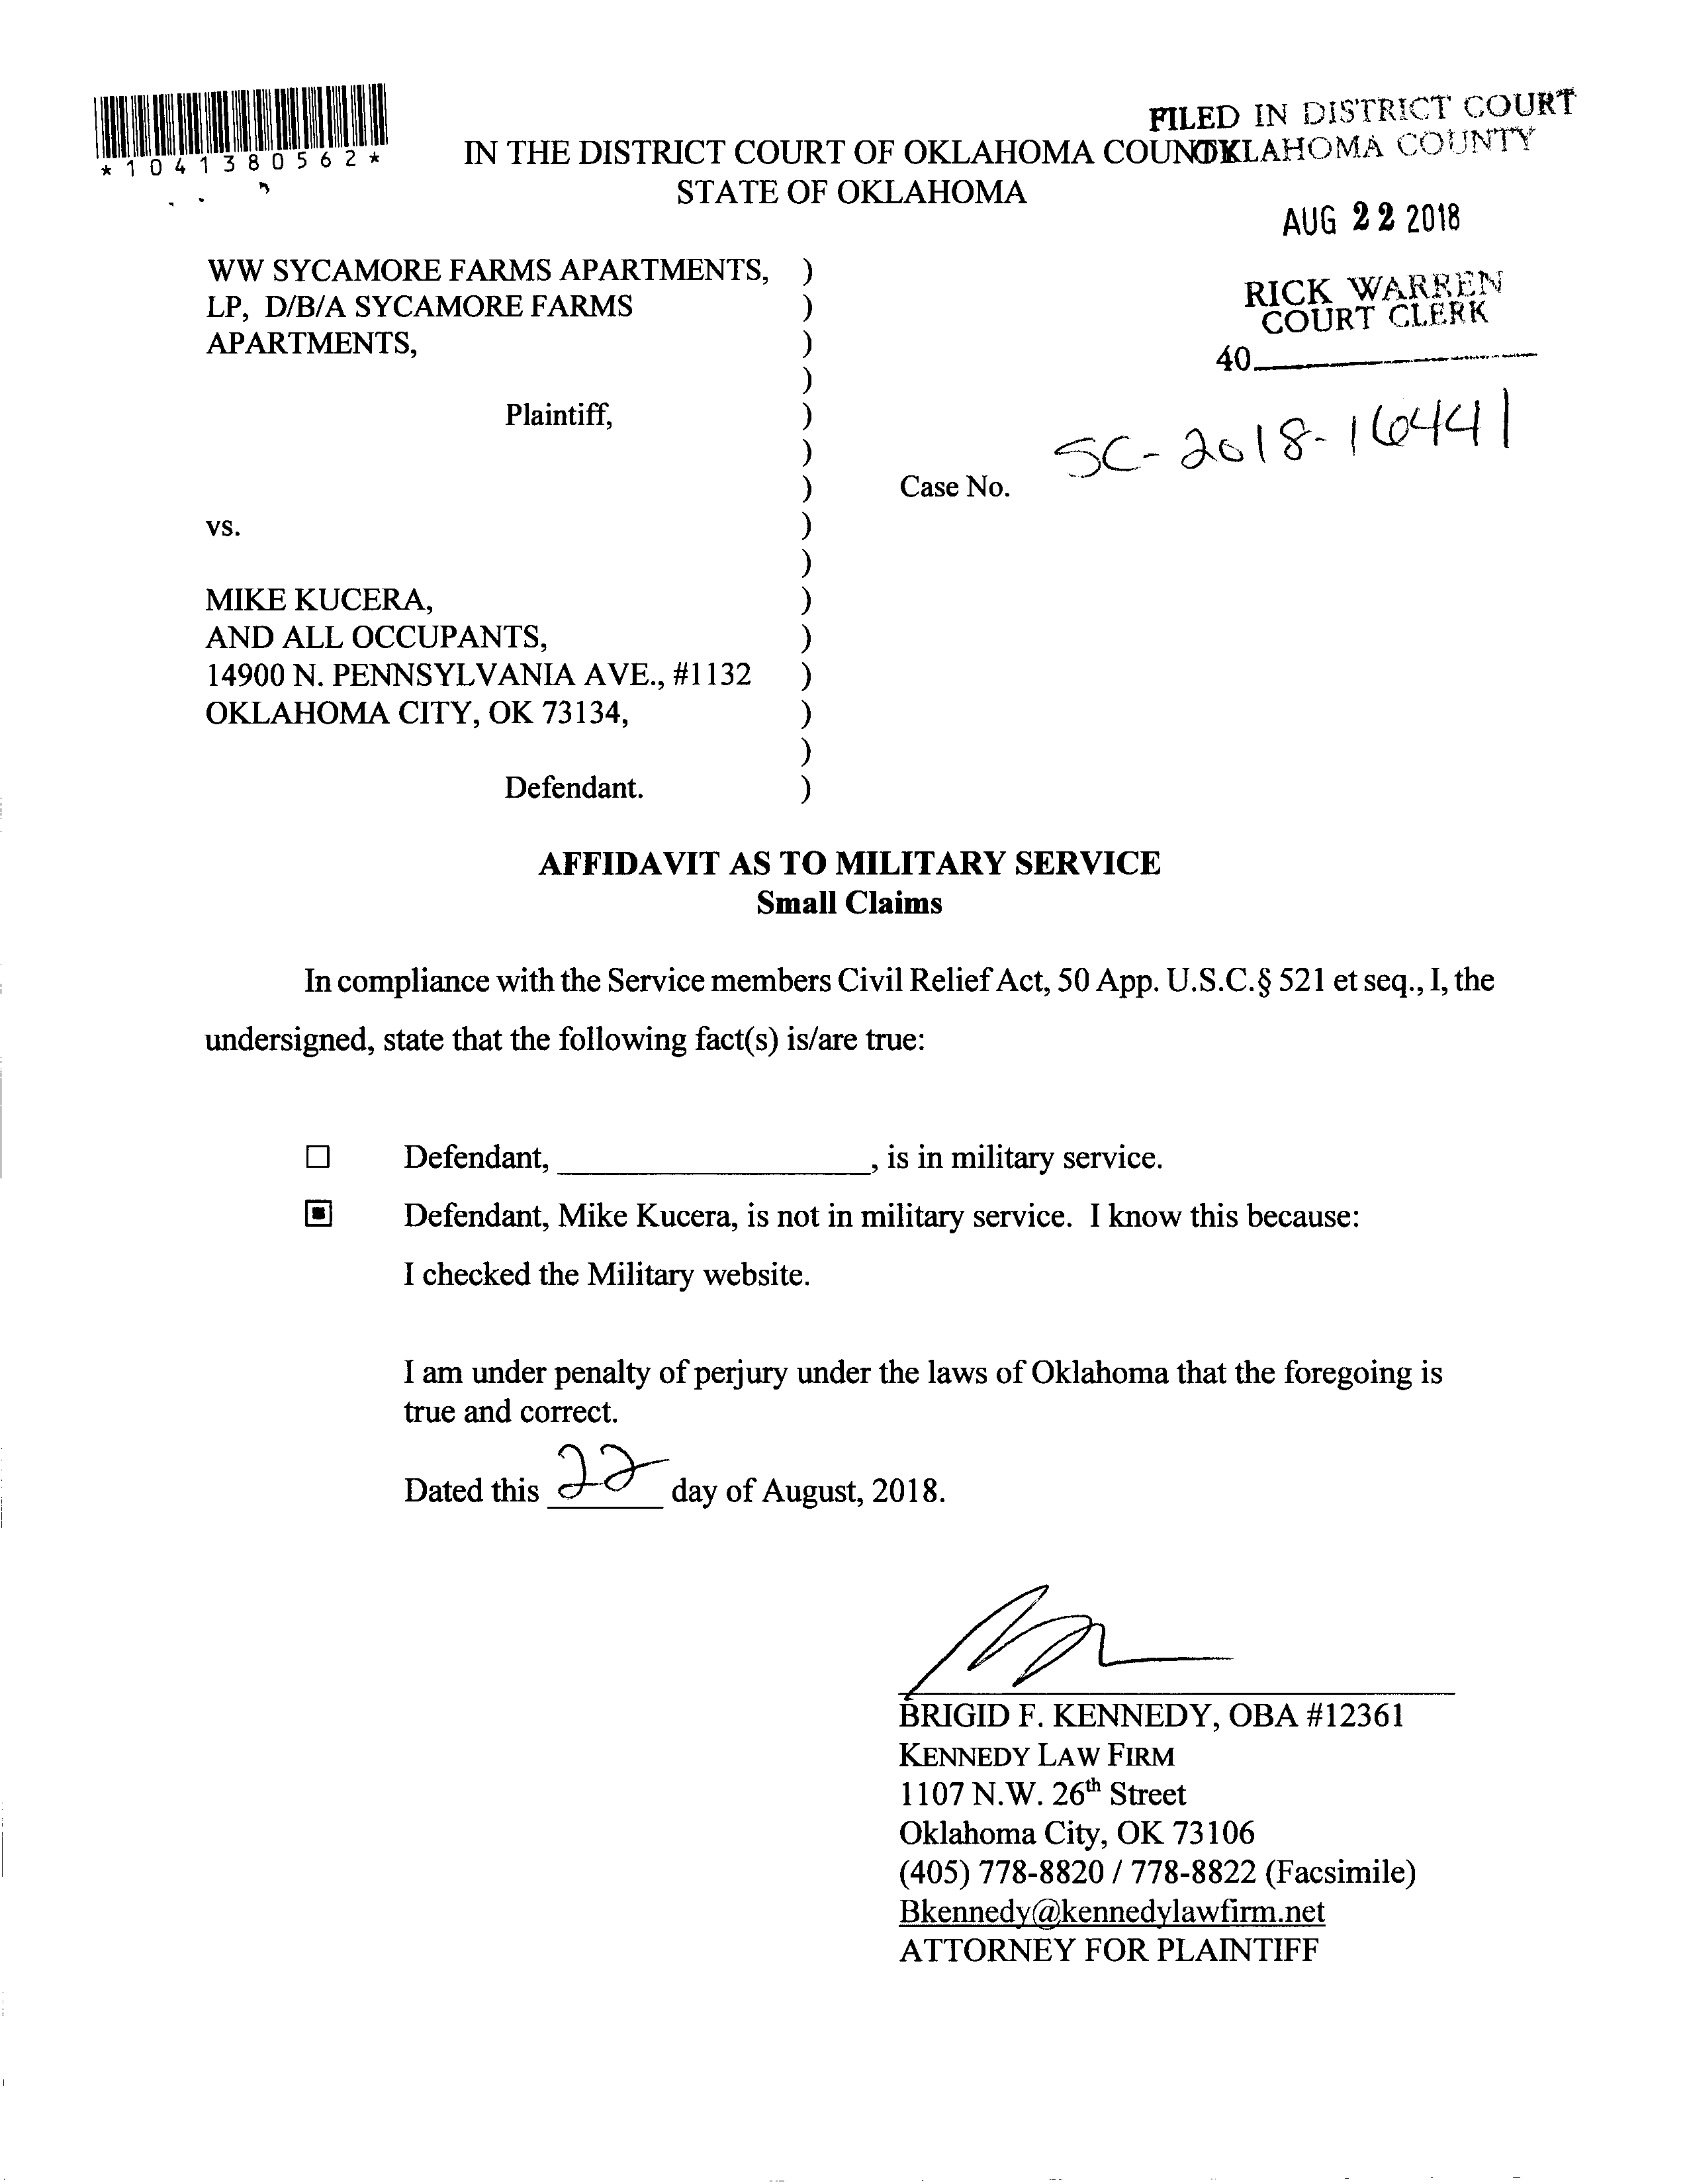 *1041380562*
FILED IN DISTRICT COURT
OKLAHOMA COUNTY
IN THE DISTRICT COURT OF OKLAHOMA COUNTY
STATE OF OKLAHOMA
AUG 22 2018
RICK WARREN
COURT CLERK
40
WW SYCAMORE FARMS APARTMENTS, )
LP, D/B/A SYCAMORE FARMS )
APARTMENTS, )
)
Plaintiff, )
)
) Case No. SC-2018-16441
vs. )
)
MIKE KUCERA, )
AND ALL OCCUPANTS, )
14900 N. PENNSYLVANIA AVE., #1132 )
OKLAHOMA CITY, OK 73134, )
)
Defendant. )
AFFIDAVIT AS TO MILITARY SERVICE
Small Claims
In compliance with the Service members Civil Relief Act, 50 App. U.S.C.§ 521 et seq., I, the
undersigned, state that the following fact(s) is/are true:
Defendant, ____________________, is in military service.
Defendant, Mike Kucera, is not in military service. I know this because:
I checked the Military website.
I am under penalty of perjury under the laws of Oklahoma that the foregoing is
true and correct.
Dated this 22 day of August, 2018.
BRIGID F. KENNEDY, OBA #12361
KENNEDY LAW FIRM
1107 N.W. 26th Street
Oklahoma City, OK 73106
(405) 778-8820 / 778-8822 (Facsimile)
Bkennedy@kennedylawfirm.net
ATTORNEY FOR PLAINTIFF